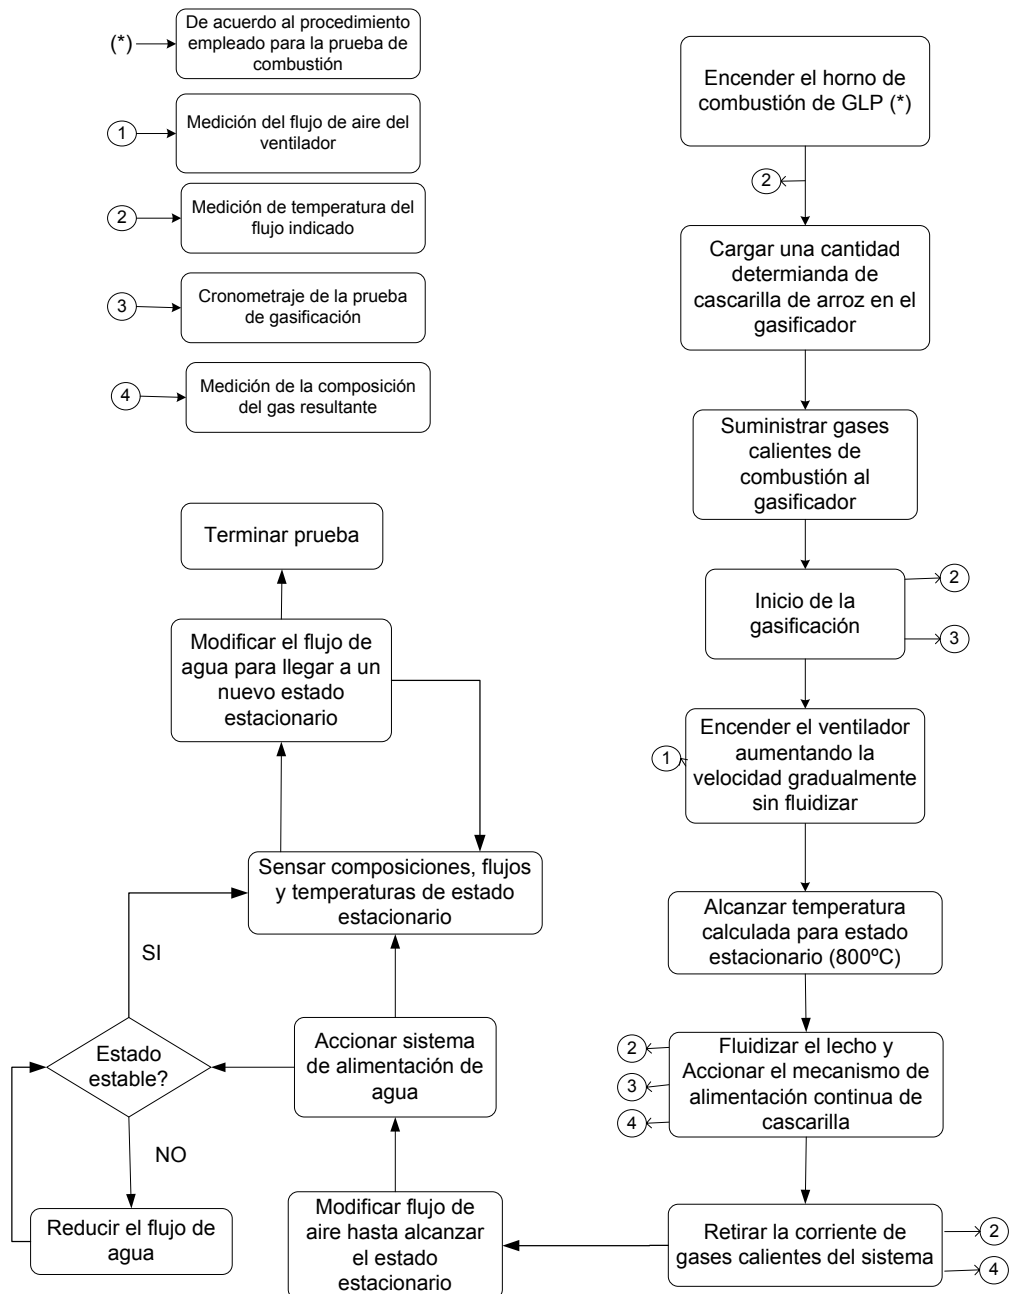 (*)
De acuerdo al procedimiento
empleado para la prueba de
combustión
1
Medición del flujo de aire del
ventilador
2
Medición de temperatura del
flujo indicado
3
Cronometraje de la prueba
de gasificación
4
Medición de la composición
del gas resultante
Encender el horno de
combustión de GLP (*)
2
Cargar una cantidad
determianda de
cascarilla de arroz en el
gasificador
Suministrar gases
calientes de
combustión al
gasificador
Inicio de la
gasificación
2
3
Encender el ventilador
aumentando la
velocidad gradualmente
sin fluidizar
1
Alcanzar temperatura
calculada para estado
estacionario (800ºC)
Fluidizar el lecho y
Accionar el mecanismo de
alimentación continua de
cascarilla
2
3
4
Retirar la corriente de
gases calientes del sistema
2
4
Modificar flujo de
aire hasta alcanzar
el estado
estacionario
Accionar sistema
de alimentación de
agua
Estado
estable?
SI
NO
Reducir el flujo de
agua
Sensar composiciones, flujos
y temperaturas de estado
estacionario
Modificar el flujo de
agua para llegar a un
nuevo estado
estacionario
Terminar prueba